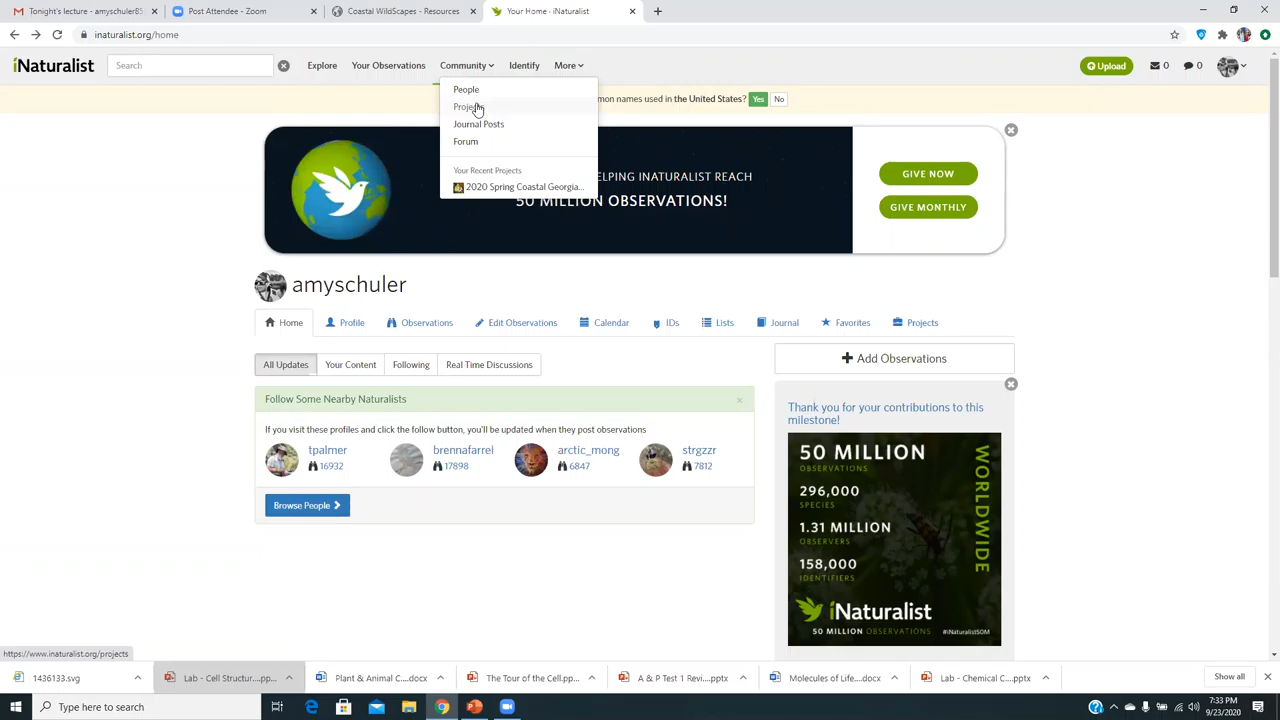 Tonight's lecture - amyschuler85
Post Attendee - Zoom
Coastal WildScapes - Resources
Your Home · iNaturalist
inaturalist.org/home
iNaturalist
Search
Explore
Your Observations
Community
Identify
More
Upload
0
0
People
mon names used in the United States? Yes No
Journal Posts
Forum
Your Recent Projects
2020 Spring Coastal Georgia...
ELPING INATURALIST REACH
50 MILLION OBSERVATIONS!
GIVE NOW
GIVE MONTHLY
amyschuler
Home
Profile
Observations
Edit Observations
Calendar
IDs
Lists
Journal
Favorites
Projects
All Updates
Your Content
Following
Real Time Discussions
Add Observations
Follow Some Nearby Naturalists
If you visit these profiles and click the follow button, you'll be updated when they post observations
tpalmer
16932
brennafarrel
17898
arctic_mong
6847
strgzzr
7812
Browse People
Thank you for your contributions to this
milestone!
50 MILLION
OBSERVATIONS
296,000
SPECIES
1.31 MILLION
OBSERVERS
158,000
IDENTIFIERS
WORLDWIDE
iNaturalist
50 MILLION OBSERVATIONS
#iNaturalist50M
https://www.inaturalist.org/projects
1436133.svg
Lab - Cell Structur....pp...
Plant & Animal C....docx
The Tour of the Cell.pp...
A & P Test 1 Revi....pptx
Molecules of Life....docx
Lab - Chemical C....pptx
Show all
Type here to search
7:33 PM
9/23/2020